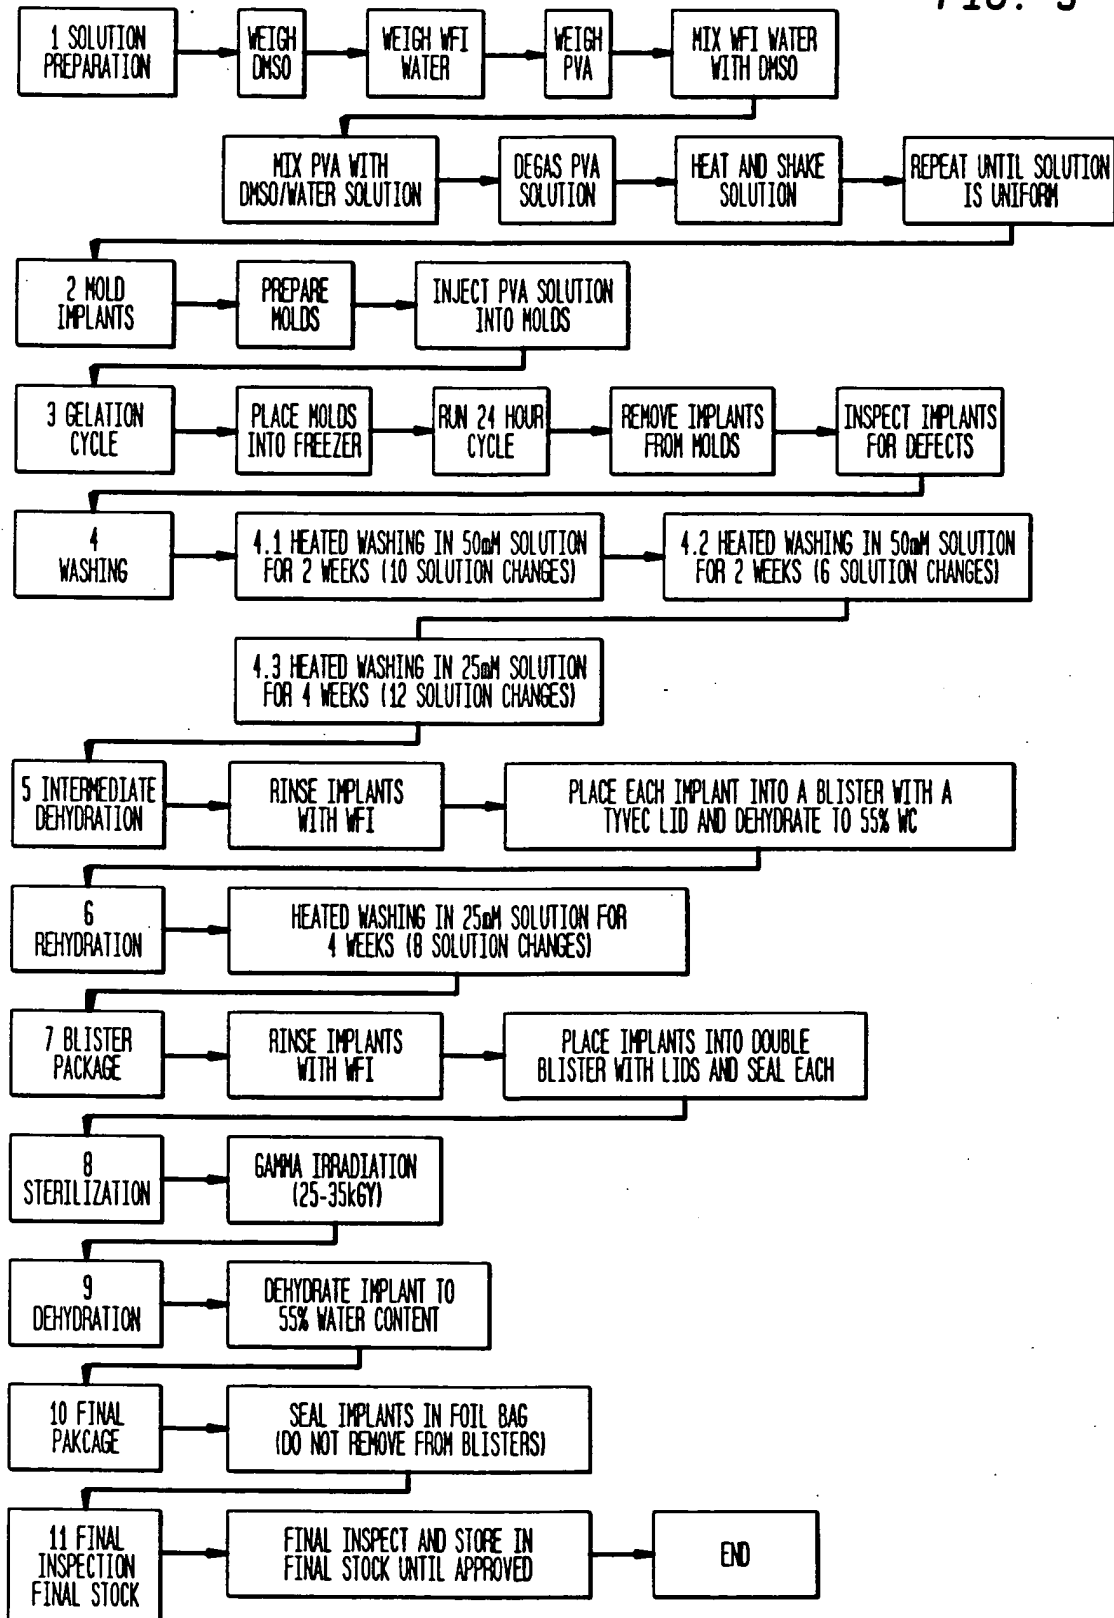 FIG. 3
1 SOLUTION
PREPARATION
WEIGH
DMSO
WEIGH WFI
WATER
WEIGH
PVA
MIX WFI WATER
WITH DMSO
MIX PVA WITH
DMSO/WATER SOLUTION
DEGAS PVA
SOLUTION
HEAT AND SHAKE
SOLUTION
REPEAT UNTIL SOLUTION
IS UNIFORM
2 MOLD
IMPLANTS
PREPARE
MOLDS
INJECT PVA SOLUTION
INTO MOLDS
3 GELATION
CYCLE
PLACE MOLDS
INTO FREEZER
RUN 24 HOUR
CYCLE
REMOVE IMPLANTS
FROM MOLDS
INSPECT IMPLANTS
FOR DEFECTS
4
WASHING
4.1 HEATED WASHING IN 50mM SOLUTION
FOR 2 WEEKS (10 SOLUTION CHANGES)
4.2 HEATED WASHING IN 50mM SOLUTION
FOR 2 WEEKS (6 SOLUTION CHANGES)
4.3 HEATED WASHING IN 25mM SOLUTION
FOR 4 WEEKS (12 SOLUTION CHANGES)
5 INTERMEDIATE
DEHYDRATION
RINSE IMPLANTS
WITH WFI
PLACE EACH IMPLANT INTO A BLISTER WITH A
TYVEC LID AND DEHYDRATE TO 55% WC
6
REHYDRATION
HEATED WASHING IN 25mM SOLUTION FOR
4 WEEKS (8 SOLUTION CHANGES)
7 BLISTER
PACKAGE
RINSE IMPLANTS
WITH WFI
PLACE IMPLANTS INTO DOUBLE
BLISTER WITH LIDS AND SEAL EACH
8
STERILIZATION
GAMMA IRRADIATION
(25-35kGY)
9
DEHYDRATION
DEHYDRATE IMPLANT TO
55% WATER CONTENT
10 FINAL
PAKCAGE
SEAL IMPLANTS IN FOIL BAG
(DO NOT REMOVE FROM BLISTERS)
11 FINAL
INSPECTION
FINAL STOCK
FINAL INSPECT AND STORE IN
FINAL STOCK UNTIL APPROVED
END